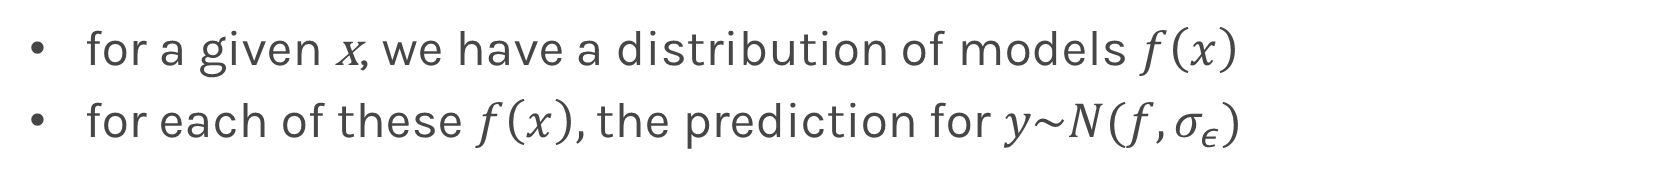 • for a given x, we have a distribution of models f(x)
• for each of these f(x), the prediction for y~N(f, σ_ϵ)